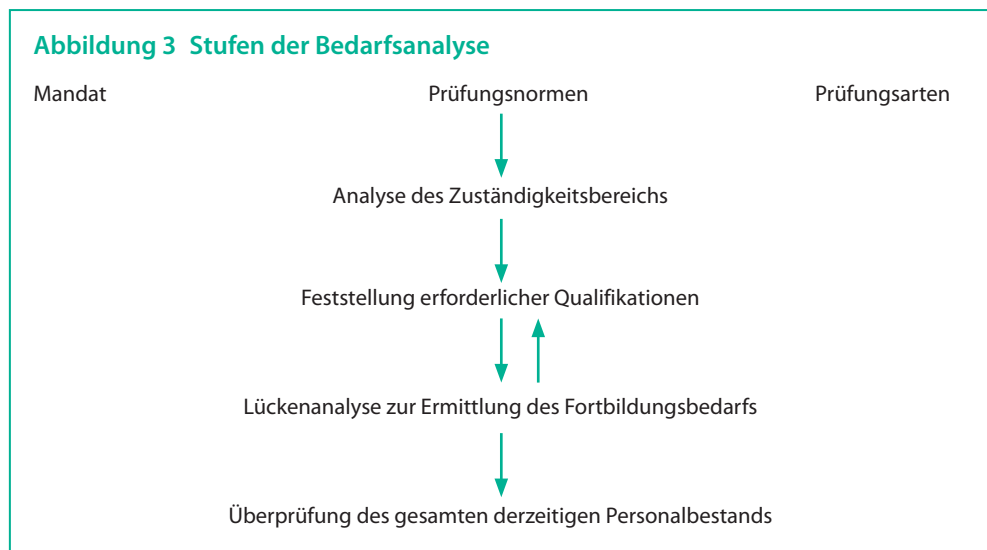 Abbildung 3 Stufen der Bedarfsanalyse
Mandat Prüfungsnormen Prüfungsarten
Analyse des Zuständigkeitsbereichs
Feststellung erforderlicher Qualifikationen
Lückenanalyse zur Ermittlung des Fortbildungsbedarfs
Überprüfung des gesamten derzeitigen Personalbestands